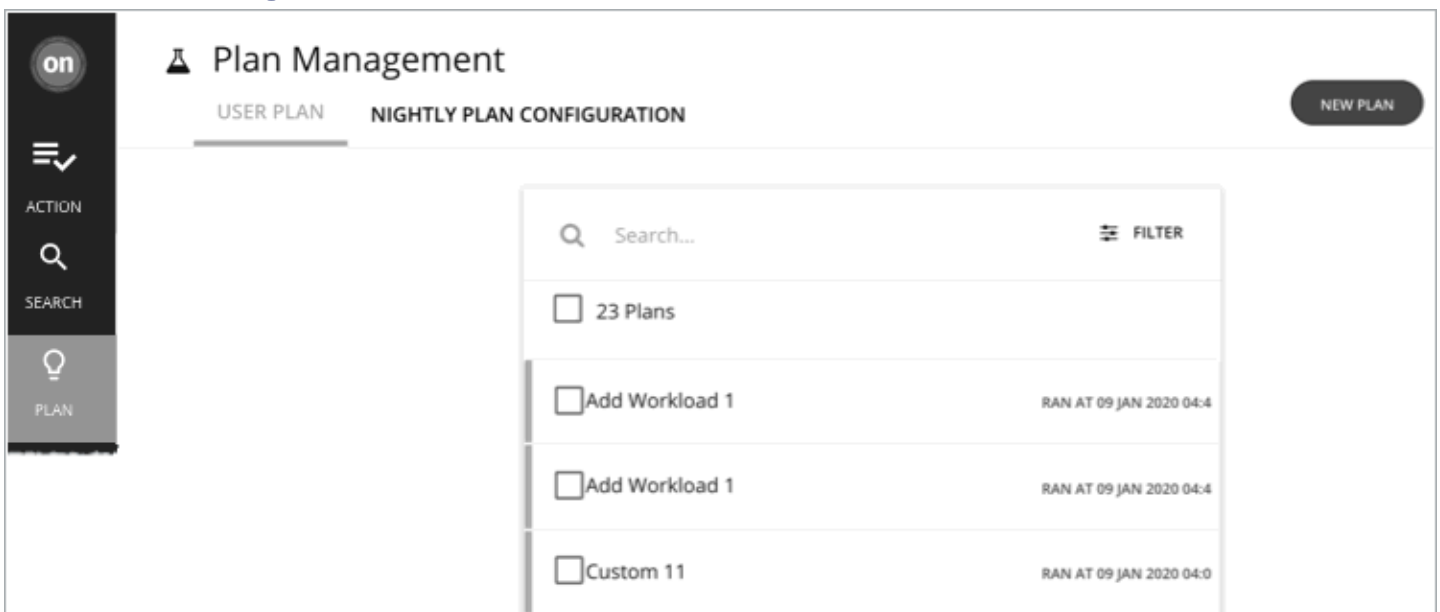 on
Plan Management
USER PLAN NIGHTLY PLAN CONFIGURATION
NEW PLAN
ACTION
SEARCH
PLAN
Search...
FILTER
23 Plans
Add Workload 1 RAN AT 09 JAN 2020 04:4
Add Workload 1 RAN AT 09 JAN 2020 04:4
Custom 11 RAN AT 09 JAN 2020 04:0